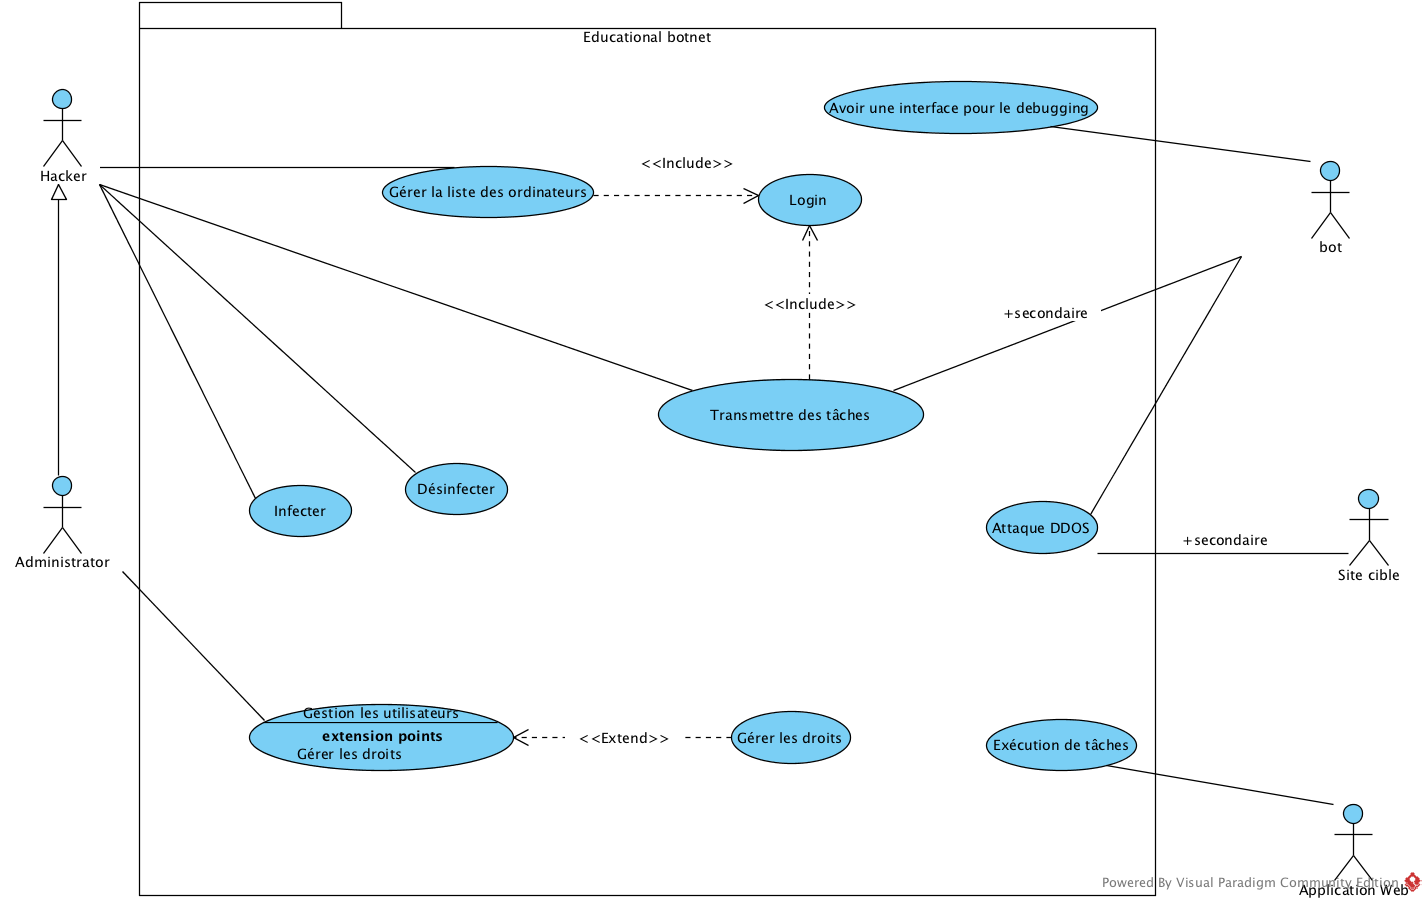 Educational botnet
Avoir une interface pour le debugging
Hacker
<<Include>>
Gérer la liste des ordinateurs
Login
bot
<<Include>>
+secondaire
Transmettre des tâches
Désinfecter
Infecter
Attaque DDOS
+secondaire
Administrator
Site cible
Gestion les utilisateurs
extension points
Gérer les droits
<<Extend>>
Gérer les droits
Exécution de tâches
Powered By Visual Paradigm Community Edition
Application Web